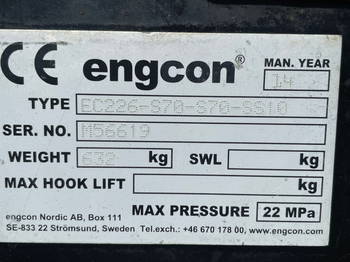 CE engcon® MAN. YEAR
14
TYPE EC226-S70-S70-SS10
SER. NO. M56619
WEIGHT 632 kg SWL kg
MAX HOOK LIFT kg
engcon Nordic AB, Box 111 MAX PRESSURE 22 MPa
SE-833 22 Strömsund, Sweden Tel.exch.: +46 670 178 00, www.engcon.com